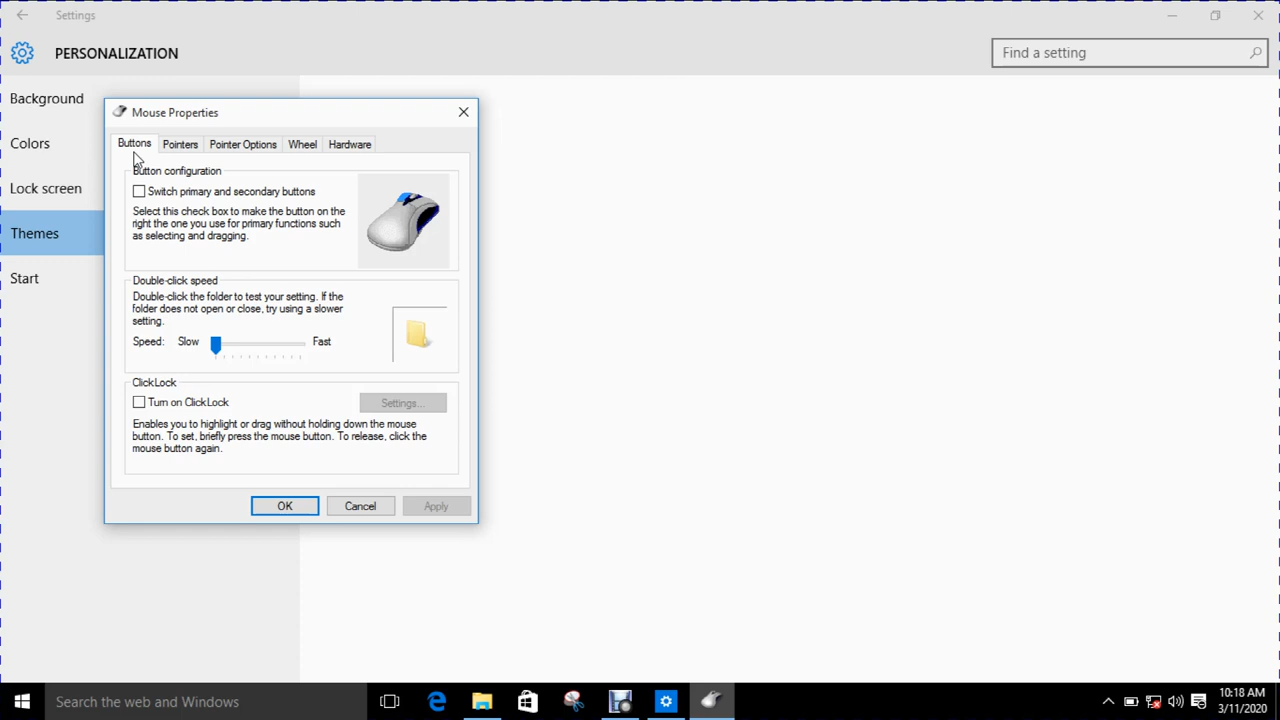 Settings
PERSONALIZATION
Find a setting
Background
Colors
Lock screen
Themes
Start
Mouse Properties
Buttons
Pointers
Pointer Options
Wheel
Hardware
Button configuration
Switch primary and secondary buttons
Select this check box to make the button on the
right the one you use for primary functions such
as selecting and dragging.
Double-click speed
Double-click the folder to test your setting. If the
folder does not open or close, try using a slower
setting.
Speed: Slow Fast
ClickLock
Turn on ClickLock
Settings...
Enables you to highlight or drag without holding down the mouse
button. To set, briefly press the mouse button. To release, click the
mouse button again.
OK
Cancel
Apply
Search the web and Windows
10:18 AM
3/11/2020